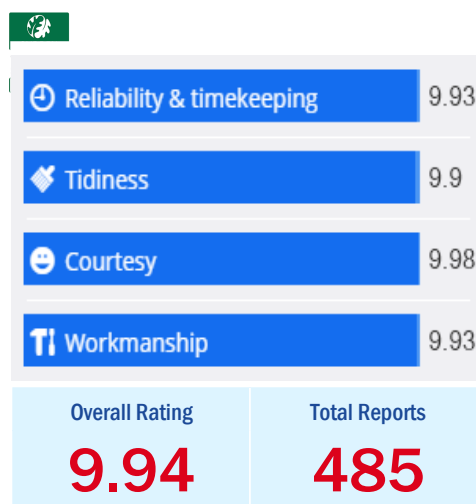 Reliability & timekeeping 9.93
Tidiness 9.9
Courtesy 9.98
Workmanship 9.93
Overall Rating Total Reports
9.94 485